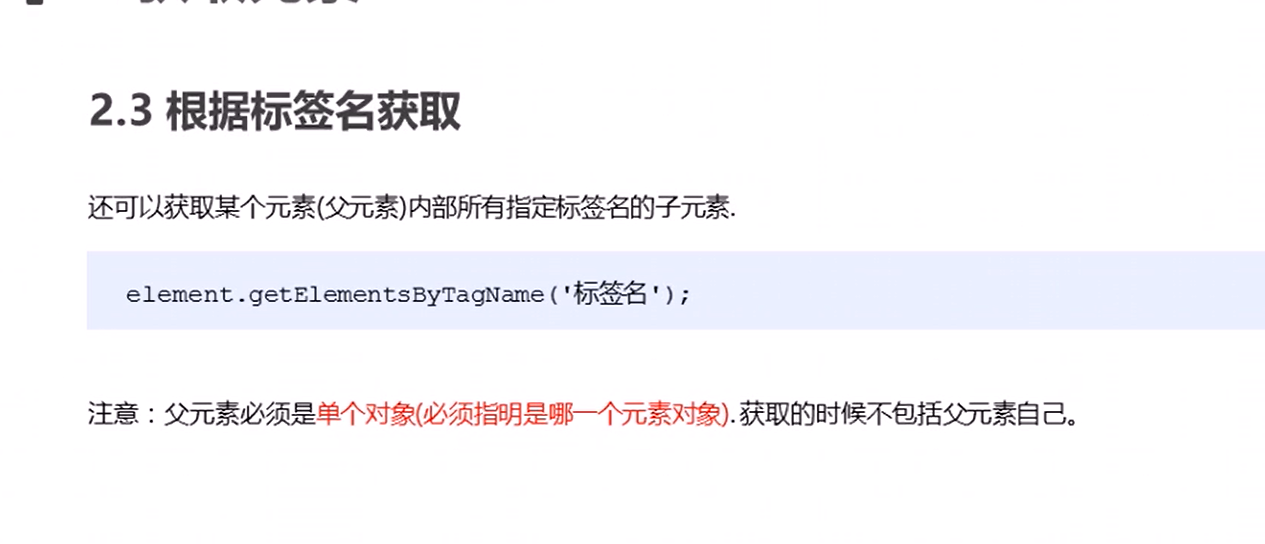 2.3 根据标签名获取
还可以获取某个元素(父元素)内部所有指定标签名的子元素.
element.getElementsByTagName('标签名');
注意：父元素必须是单个对象(必须指明是哪一个元素对象).获取的时候不包括父元素自己。